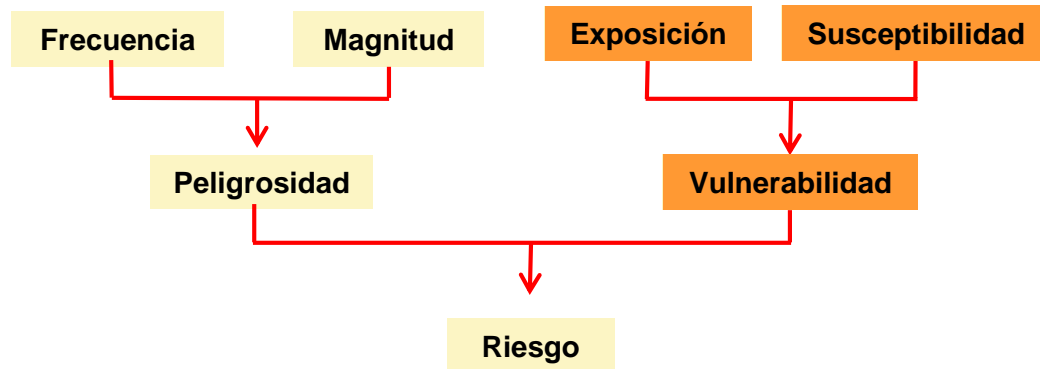 Frecuencia
Magnitud
Exposición
Susceptibilidad
Peligrosidad
Vulnerabilidad
Riesgo